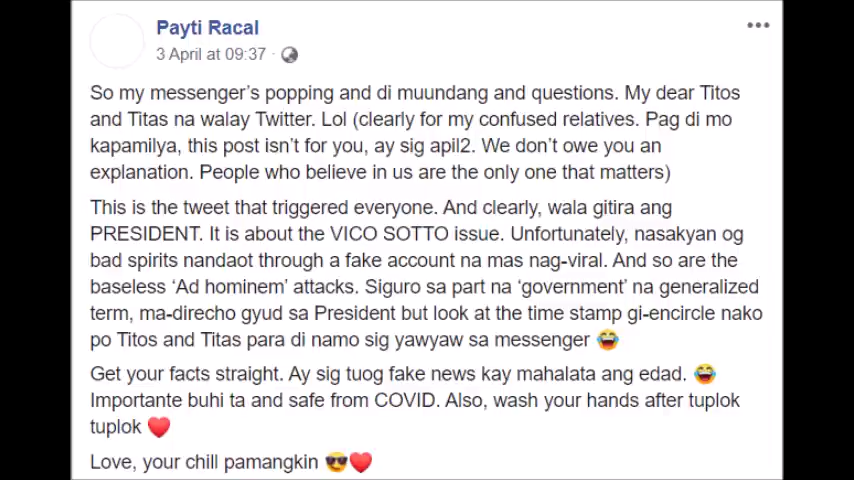 Payti Racal
3 April at 09:37 ·
So my messenger's popping and di muundang and questions. My dear Titos
and Titas na walay Twitter. Lol (clearly for my confused relatives. Pag di mo
kapamilya, this post isn't for you, ay sig apil2. We don't owe you an
explanation. People who believe in us are the only one that matters)
This is the tweet that triggered everyone. And clearly, wala gitira ang
PRESIDENT. It is about the VICO SOTTO issue. Unfortunately, nasakyan og
bad spirits nandaot through a fake account na mas nag-viral. And so are the
baseless 'Ad hominem' attacks. Siguro sa part na 'government' na generalized
term, ma-direcho gyud sa President but look at the time stamp gi-encircle nako
po Titos and Titas para di namo sig yawyaw sa messenger 😂
Get your facts straight. Ay sig tuog fake news kay mahalata ang edad. 😂
Importante buhi ta and safe from COVID. Also, wash your hands after tuplok
tuplok ❤️
Love, your chill pamangkin 😎❤️